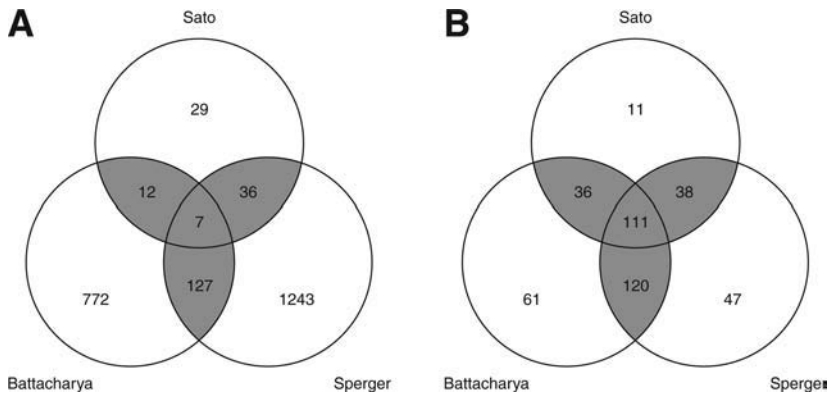 A
Sato
29
12
36
7
772
127
1243
Battacharya
Sperger
B
Sato
11
36
38
111
61
120
47
Battacharya
Sperger